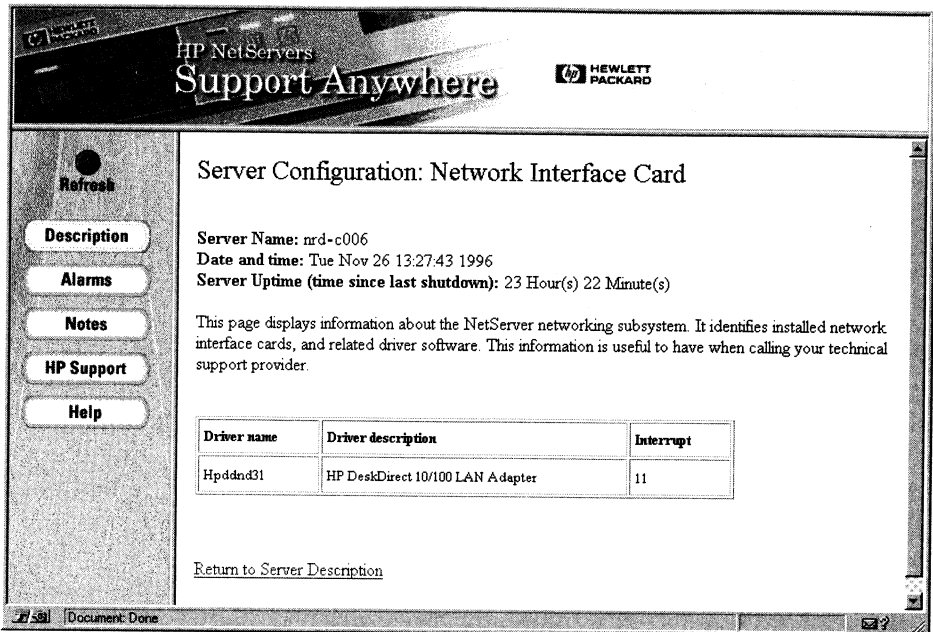 HEWLETT
PACKARD
HP NetServers
Support Anywhere
hp HEWLETT
PACKARD
Refresh
Description
Alarms
Notes
HP Support
Help
Server Configuration: Network Interface Card
Server Name: nrd-c006
Date and time: Tue Nov 26 13:27:43 1996
Server Uptime (time since last shutdown): 23 Hour(s) 22 Minute(s)
This page displays information about the NetServer networking subsystem. It identifies installed network
interface cards, and related driver software. This information is useful to have when calling your technical
support provider.
Driver name Driver description Interrupt
Hpddnd31 HP DeskDirect 10/100 LAN Adapter 11
Return to Server Description
Document: Done